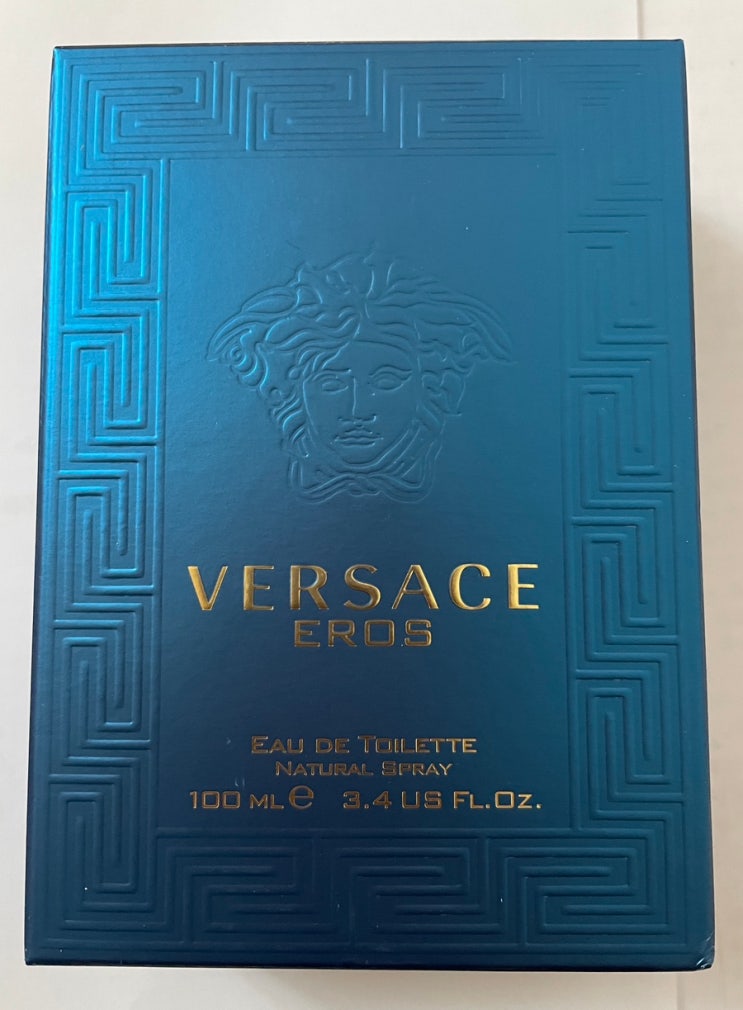 VERSACE
EROS
EAU DE TOILETTE
NATURAL SPRAY
100 ML e 3.4 US FL.OZ.